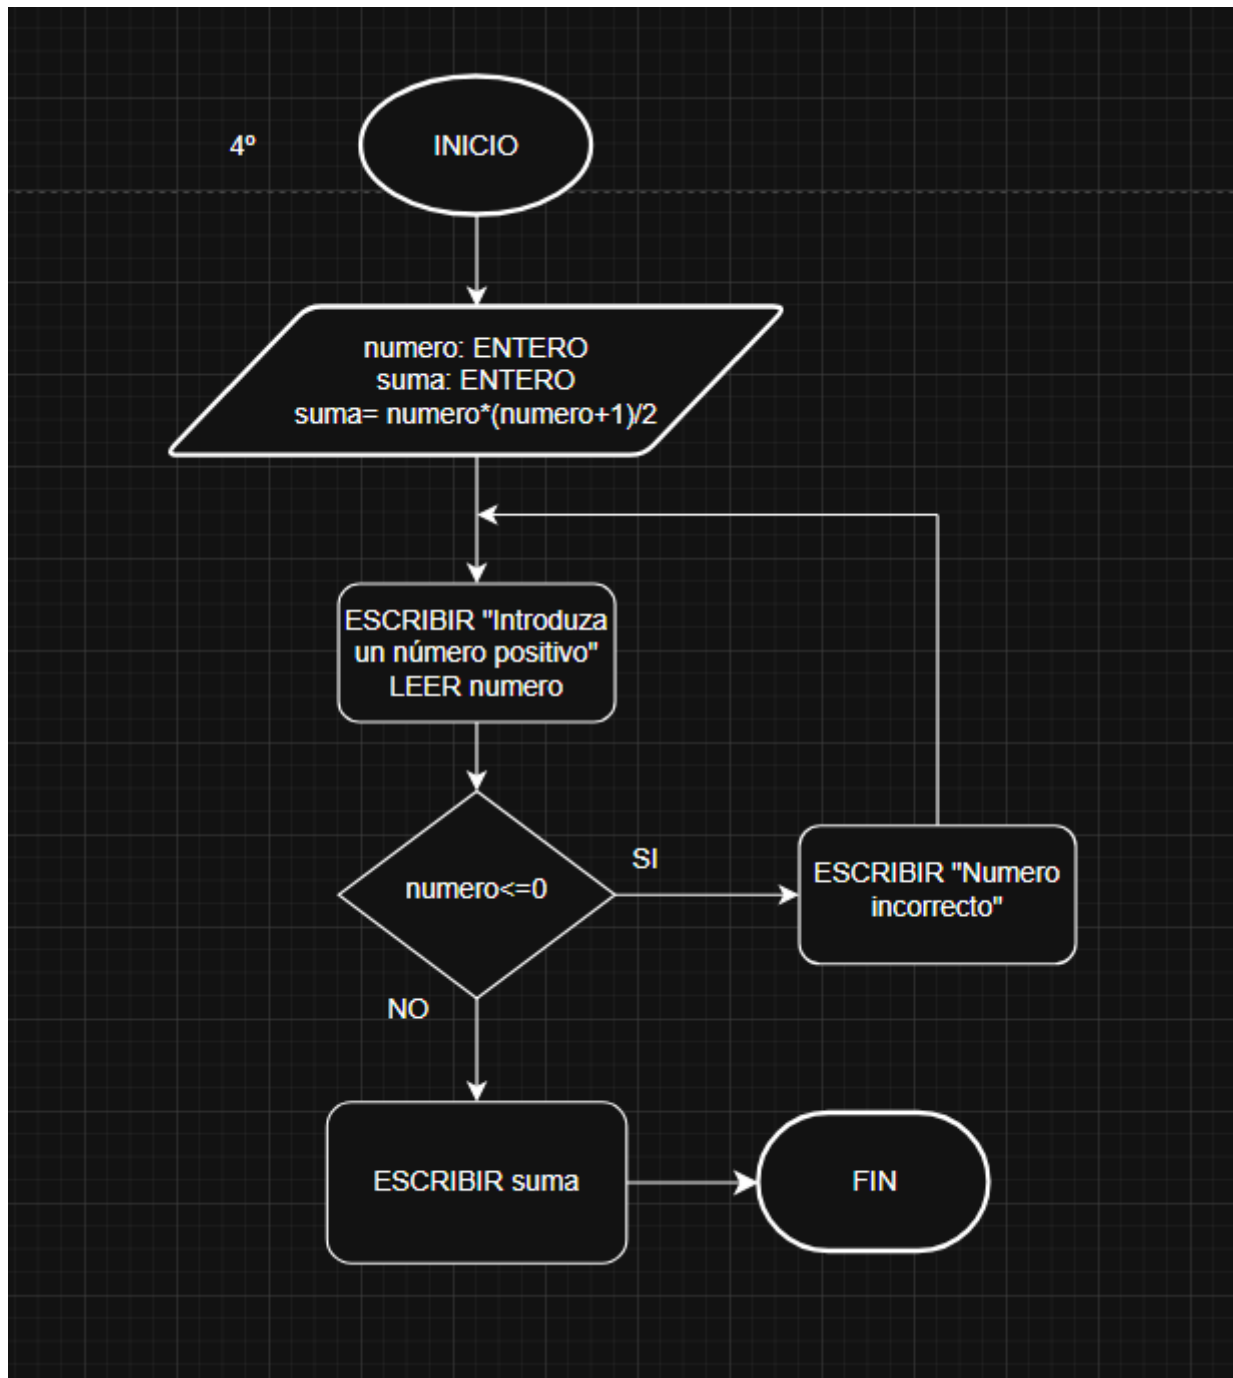 4º
INICIO
numero: ENTERO
suma: ENTERO
suma= numero*(numero+1)/2
ESCRIBIR "Introduza
un número positivo"
LEER numero
numero<=0
SI
ESCRIBIR "Numero
incorrecto"
NO
ESCRIBIR suma
FIN